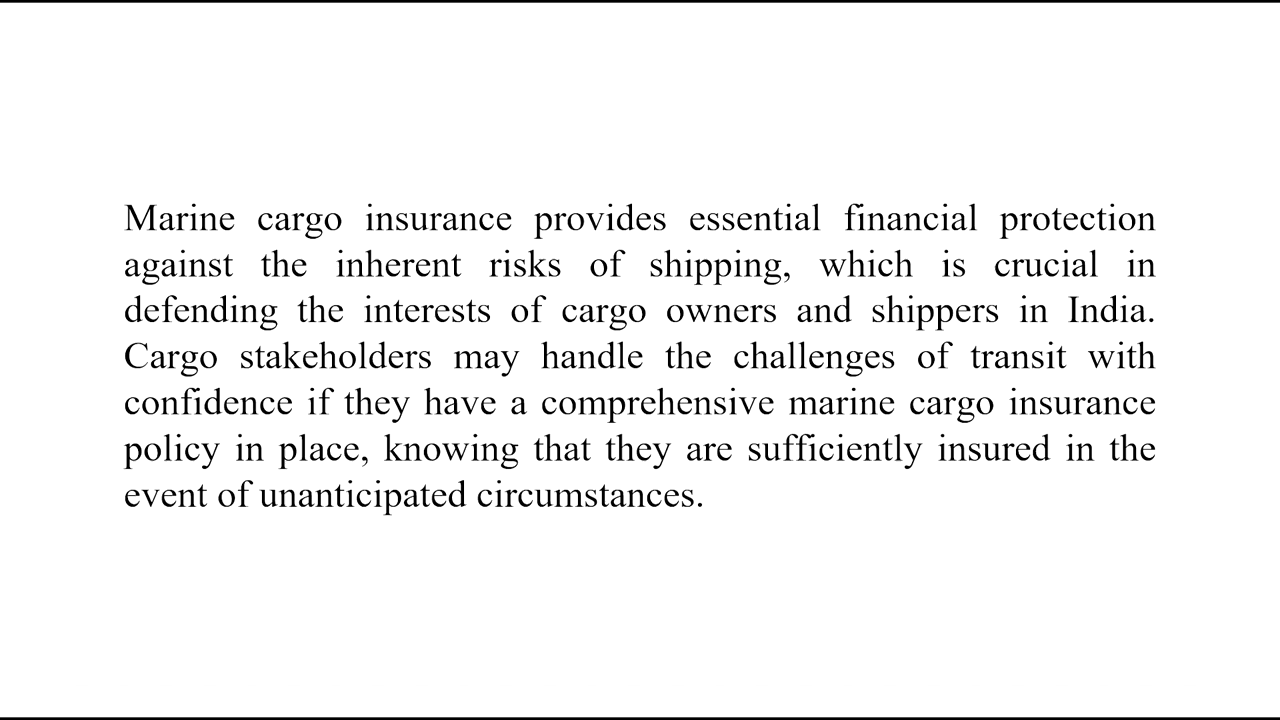 Marine cargo insurance provides essential financial protection
against the inherent risks of shipping, which is crucial in
defending the interests of cargo owners and shippers in India.
Cargo stakeholders may handle the challenges of transit with
confidence if they have a comprehensive marine cargo insurance
policy in place, knowing that they are sufficiently insured in the
event of unanticipated circumstances.